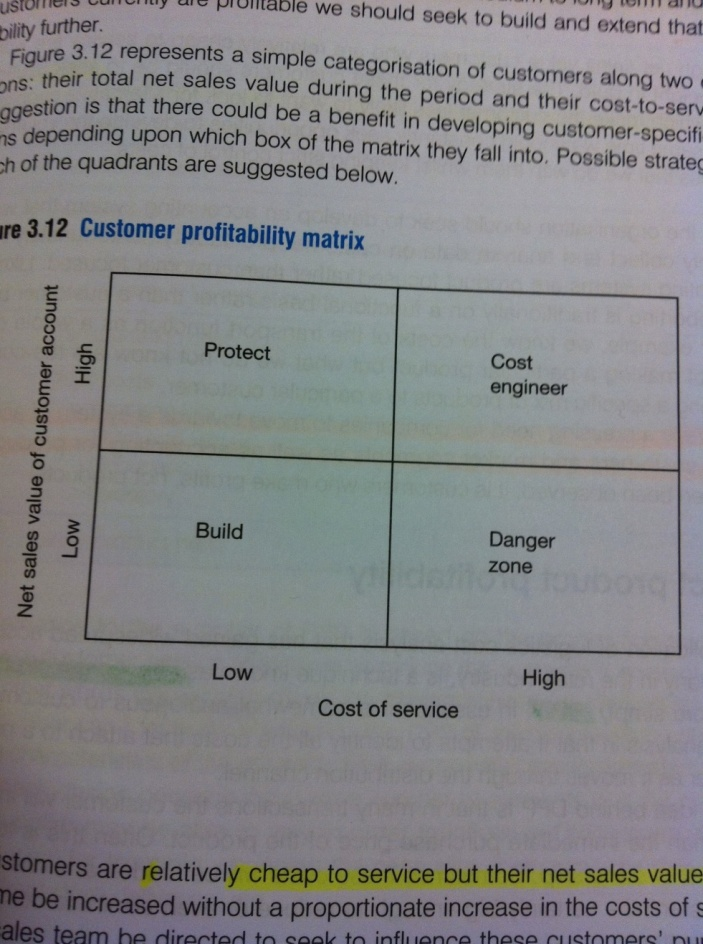 currently are profitable we should seek to build and extend that
bility further.
Figure 3.12 represents a simple categorisation of customers along two
ons: their total net sales value during the period and their cost-to-serv
ggestion is that there could be a benefit in developing customer-specifi
ns depending upon which box of the matrix they fall into. Possible strateg
ch of the quadrants are suggested below.
ure 3.12 Customer profitability matrix
Net sales value of customer account
High
Low
Protect
Cost
engineer
Build
Danger
zone
Low
High
Cost of service
stomers are relatively cheap to service but their net sales value
me be increased without a proportionate increase in the costs of s
ales team be directed to seek to influence these customers'